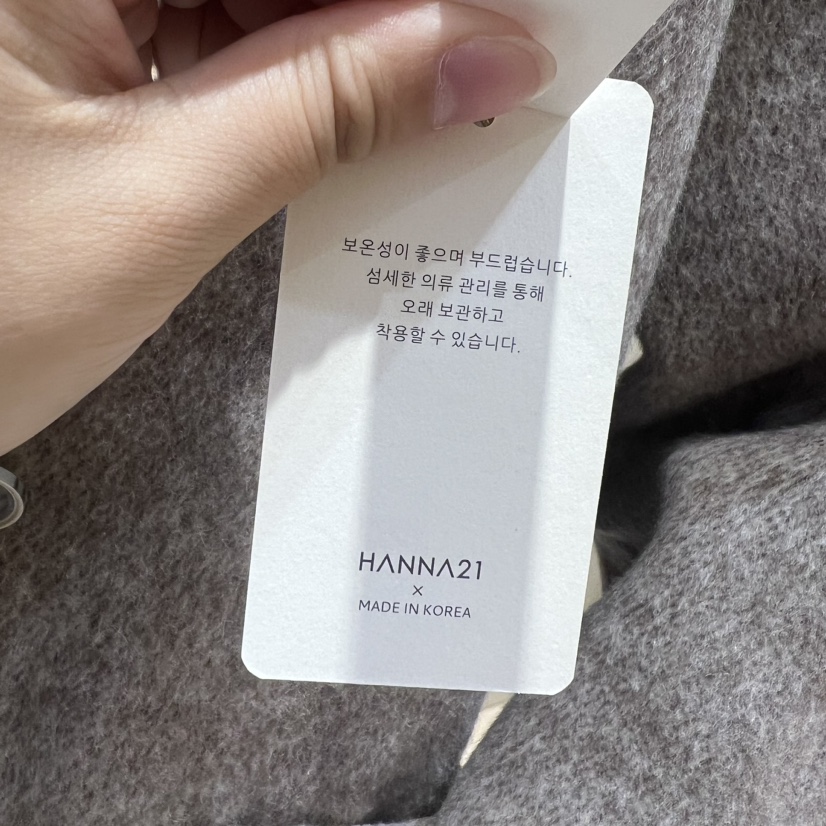 보온성이 좋으며 부드럽습니다.
섬세한 의류 관리를 통해
오래 보관하고
착용할 수 있습니다.
HANNA21
×
MADE IN KOREA